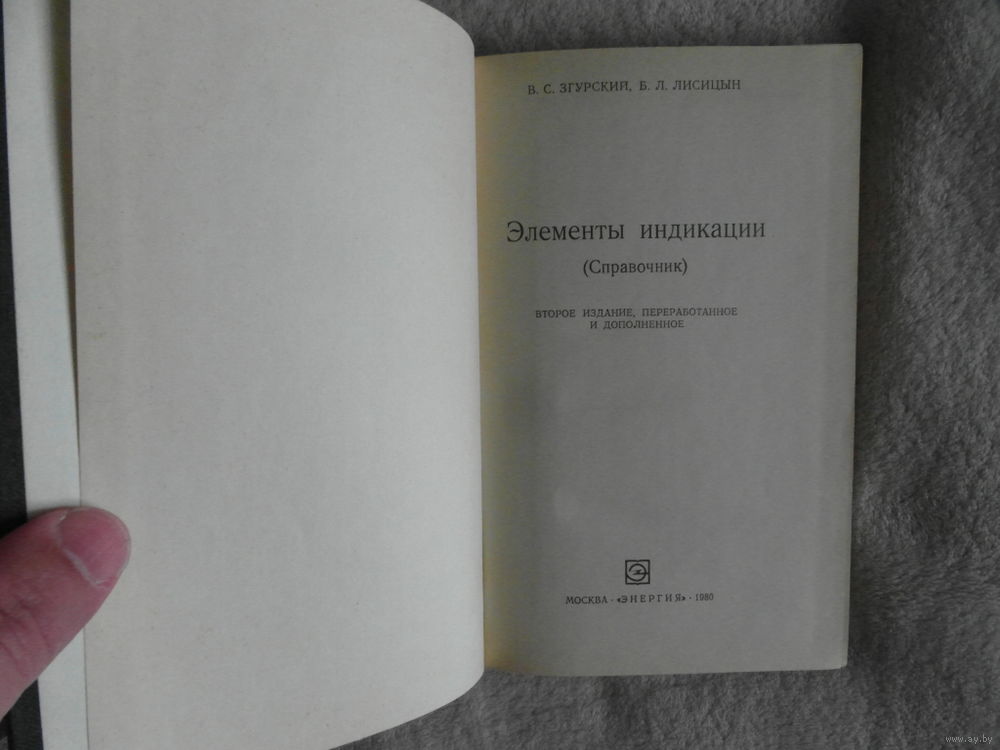 В. С. ЗГУРСКИЙ, Б. Л. ЛИСИЦЫН
Элементы индикации
(Справочник)
ВТОРОЕ ИЗДАНИЕ, ПЕРЕРАБОТАННОЕ
И ДОПОЛНЕННОЕ
МОСКВА · «ЭНЕРГИЯ» · 1980
www.ay.by